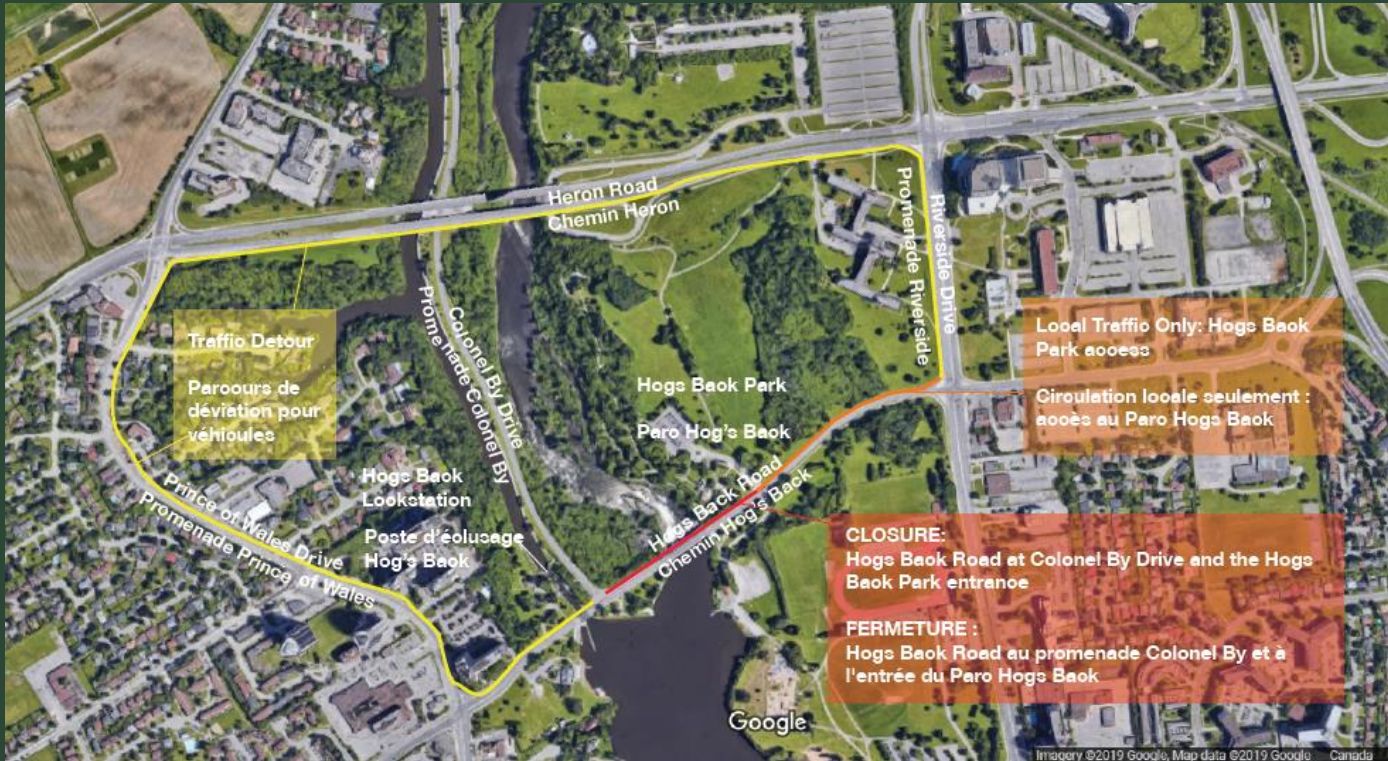 Heron Road
Chemin Heron
Promenade Riverside
Riverside Drive
Colonel By Drive
Promenade Colonel By
Traffio Detour
Paroours de
déviation pour
véhioules
Looal Traffio Only: Hogs Baok
Park aooess
Ciroulation looale seulement :
aooès au Paro Hogs Baok
Hogs Baok Park
Paro Hog's Baok
Hogs Baok
Lookstation
Poste d'éolusage
Hog's Baok
Prince of Wales Drive
Promenade Prince of Wales
Hogs Back Road
Chemin Hog's Back
CLOSURE:
Hogs Baok Road at Colonel By Drive and the Hogs
Baok Park entranoe
FERMETURE :
Hogs Baok Road au promenade Colonel By et à
l'entrée du Paro Hogs Baok
Google
Imagery ©2019 Google, Map data ©2019 Google Canada